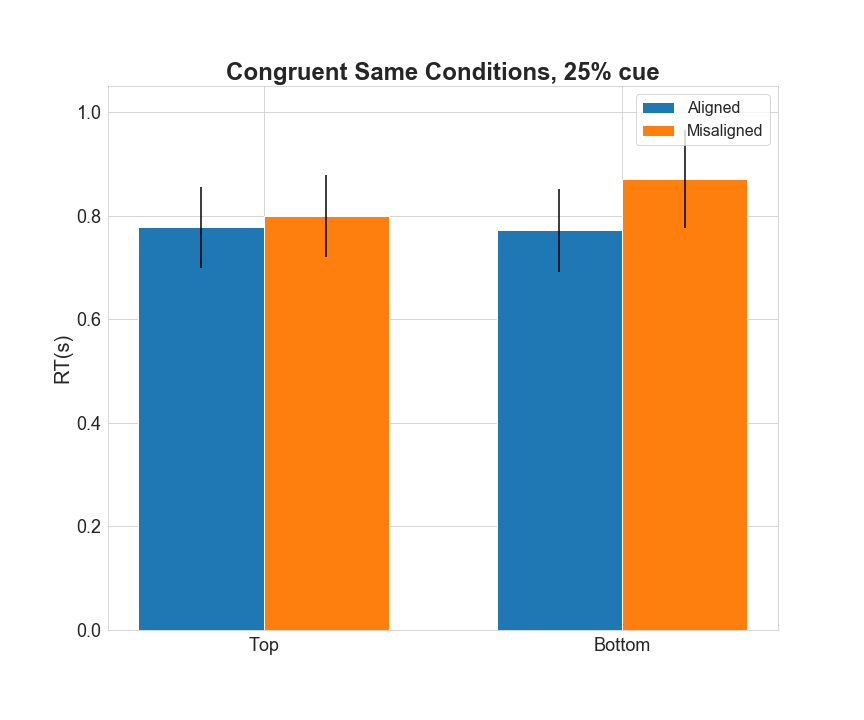 Congruent Same Conditions, 25% cue
Aligned
Misaligned
1.0
0.8
0.6
0.4
0.2
0.0
RT(s)
Top
Bottom